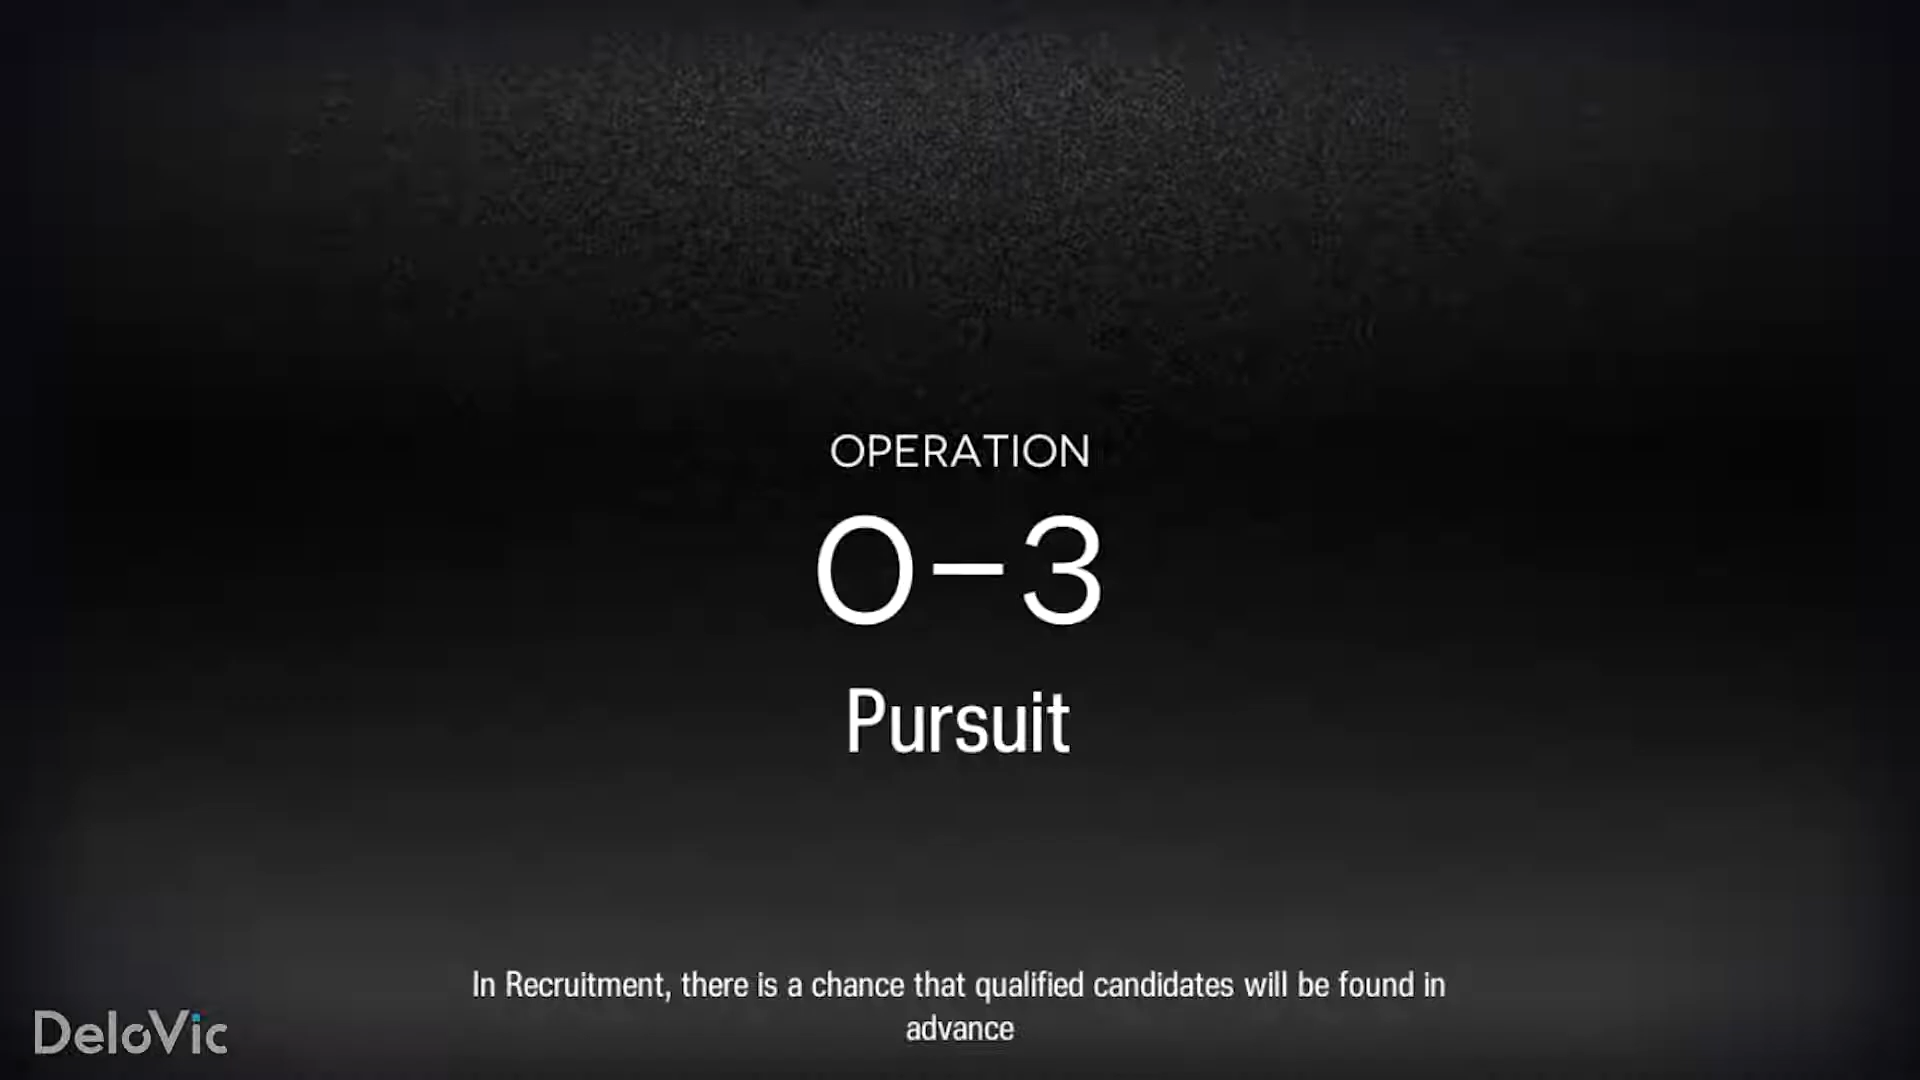 OPERATION
0-3
Pursuit
In Recruitment, there is a chance that qualified candidates will be found in
advance
DeloVic